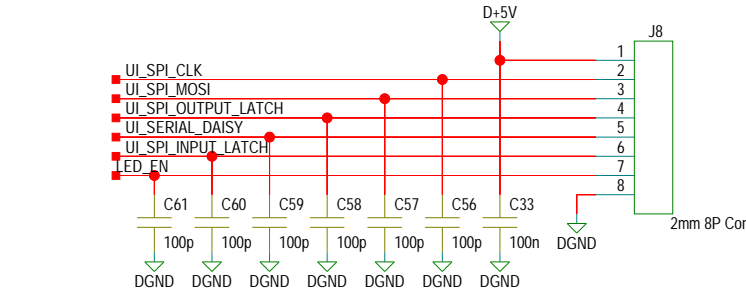 D+5V
J8
1
UI_SPI_CLK
2
UI_SPI_MOSI
3
UI_SPI_OUTPUT_LATCH
4
UI_SERIAL_DAISY
5
UI_SPI_INPUT_LATCH
6
LED_EN
7
8
C61 C60 C59 C58 C57 C56 C33
2mm 8P Cor
100p 100p 100p 100p 100p 100p 100n
DGND
DGND DGND DGND DGND DGND DGND DGND